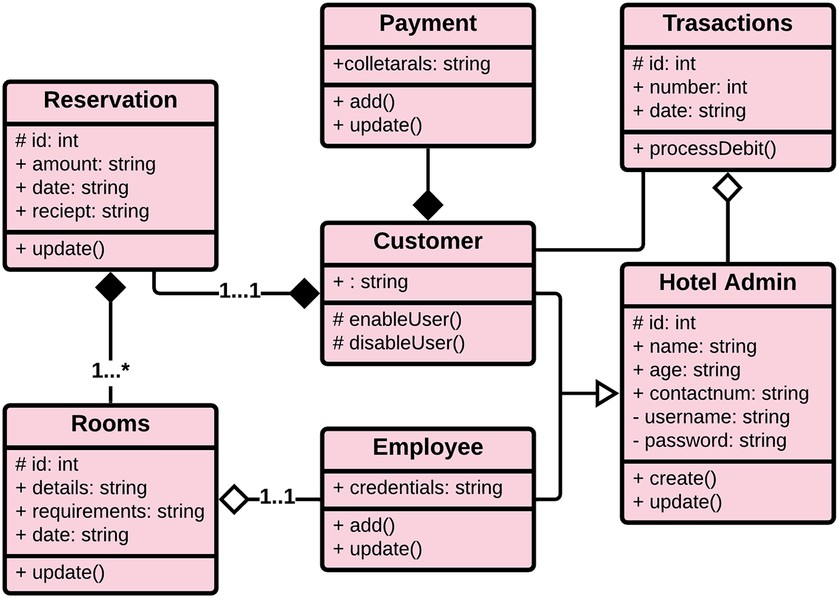 Payment
+colletarals: string
+ add()
+ update()
Trasactions
# id: int
+ number: int
+ date: string
+ processDebit()
Reservation
# id: int
+ amount: string
+ date: string
+ reciept: string
+ update()
Customer
+ : string
# enableUser()
# disableUser()
1...1
Hotel Admin
# id: int
+ name: string
+ age: string
+ contactnum: string
- username: string
- password: string
+ create()
+ update()
1...*
Rooms
# id: int
+ details: string
+ requirements: string
+ date: string
+ update()
1...1
Employee
+ credentials: string
+ add()
+ update()